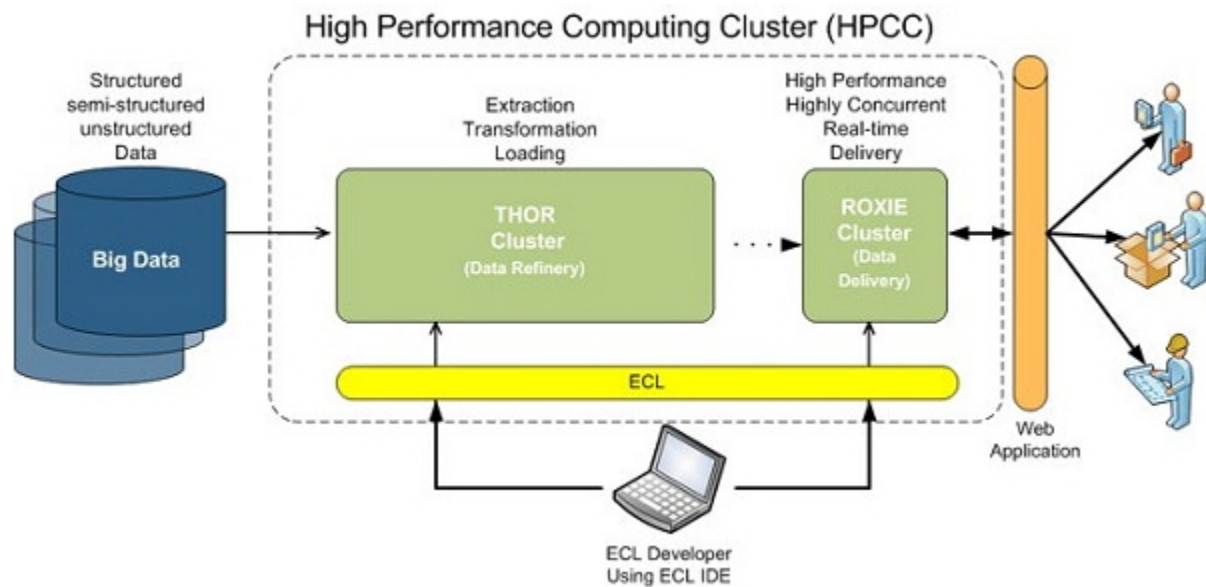 High Performance Computing Cluster (HPCC)
Structured
semi-structured
unstructured
Data
Big Data
Extraction
Transformation
Loading
THOR
Cluster
(Data Refinery)
High Performance
Highly Concurrent
Real-time
Delivery
ROXIE
Cluster
(Data
Delivery)
ECL
Web
Application
ECL Developer
Using ECL IDE